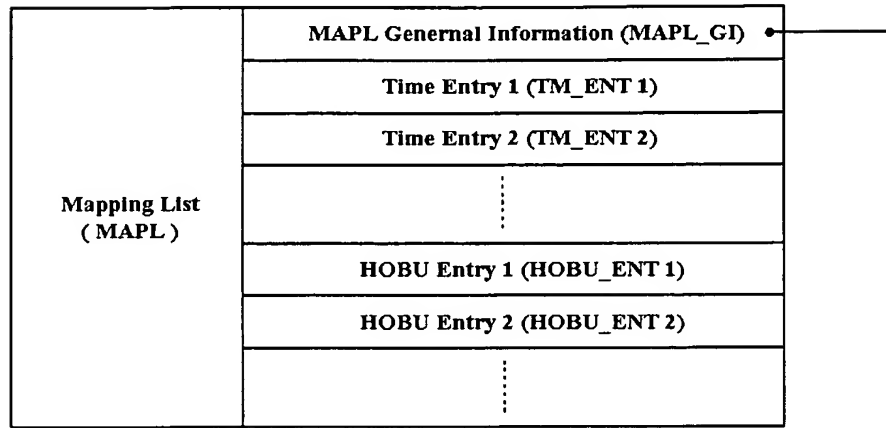 MAPL Genernal Information (MAPL_GI)
Time Entry 1 (TM_ENT 1)
Time Entry 2 (TM_ENT 2)
Mapping List
( MAPL )
HOBU Entry 1 (HOBU_ENT 1)
HOBU Entry 2 (HOBU_ENT 2)